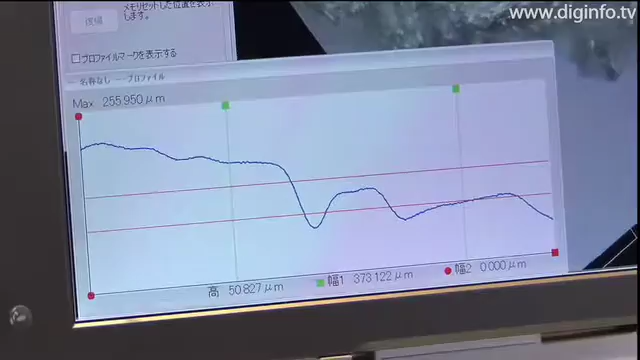 www.diginfo.tv
メモリセットした位置を表示
します。
復帰
□プロファイルマークを表示する
名称なし ---プロファイル
Max 255.950 μm
高 50.827 μm 幅1 373.122 μm 幅2 0.000 μm